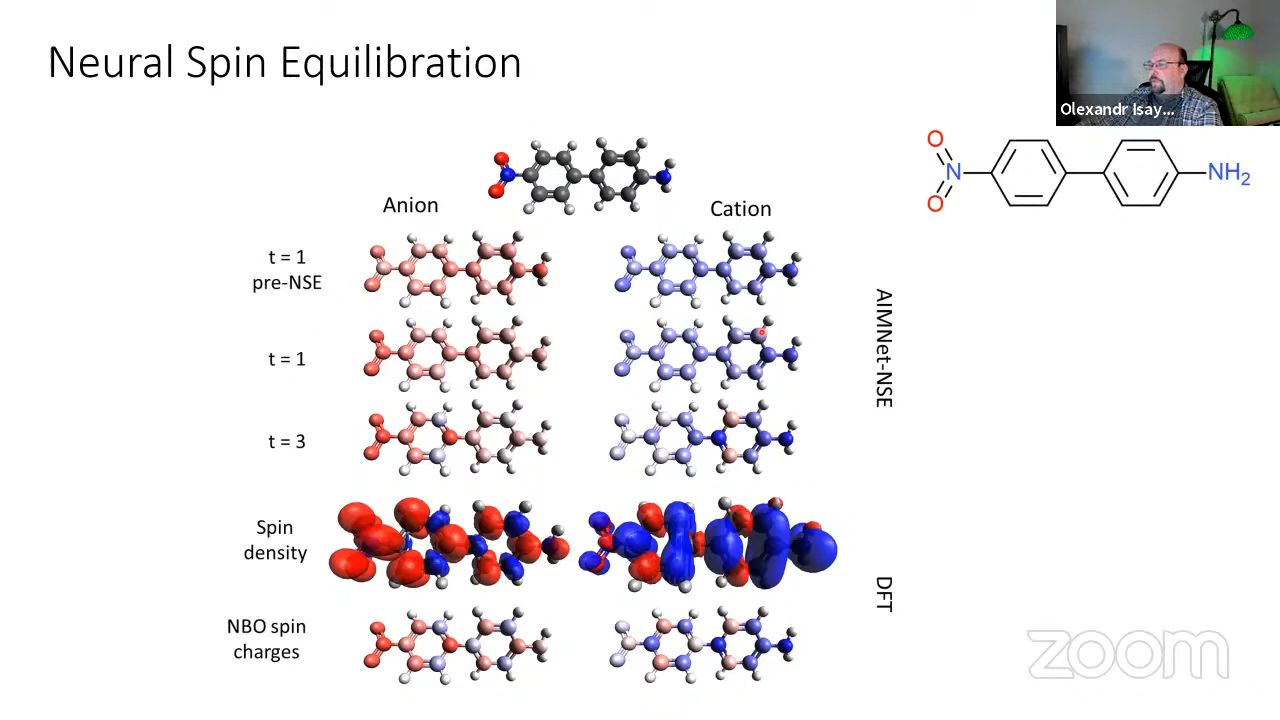 Neural Spin Equilibration
Olexandr Isay...
O
N
O
NH2
Anion
Cation
t = 1
pre-NSE
t = 1
t = 3
AIMNet-NSE
Spin
density
DFT
NBO spin
charges
zoom